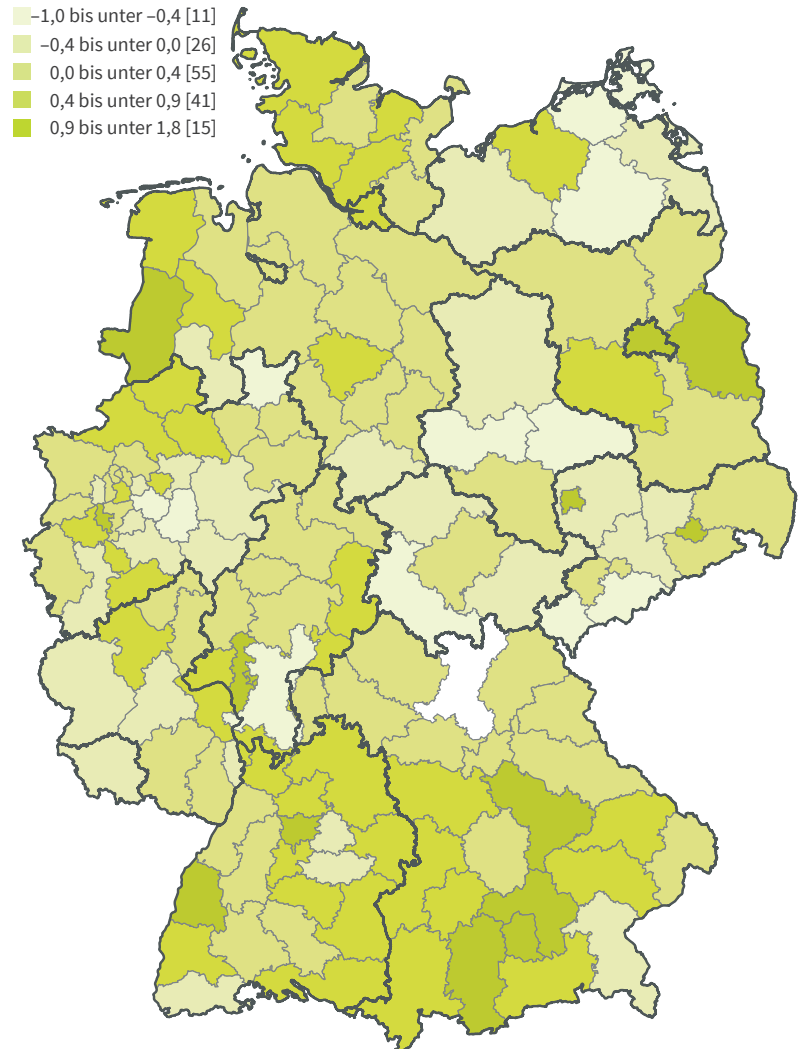 –1,0 bis unter –0,4 [11]
–0,4 bis unter 0,0 [26]
0,0 bis unter 0,4 [55]
0,4 bis unter 0,9 [41]
0,9 bis unter 1,8 [15]